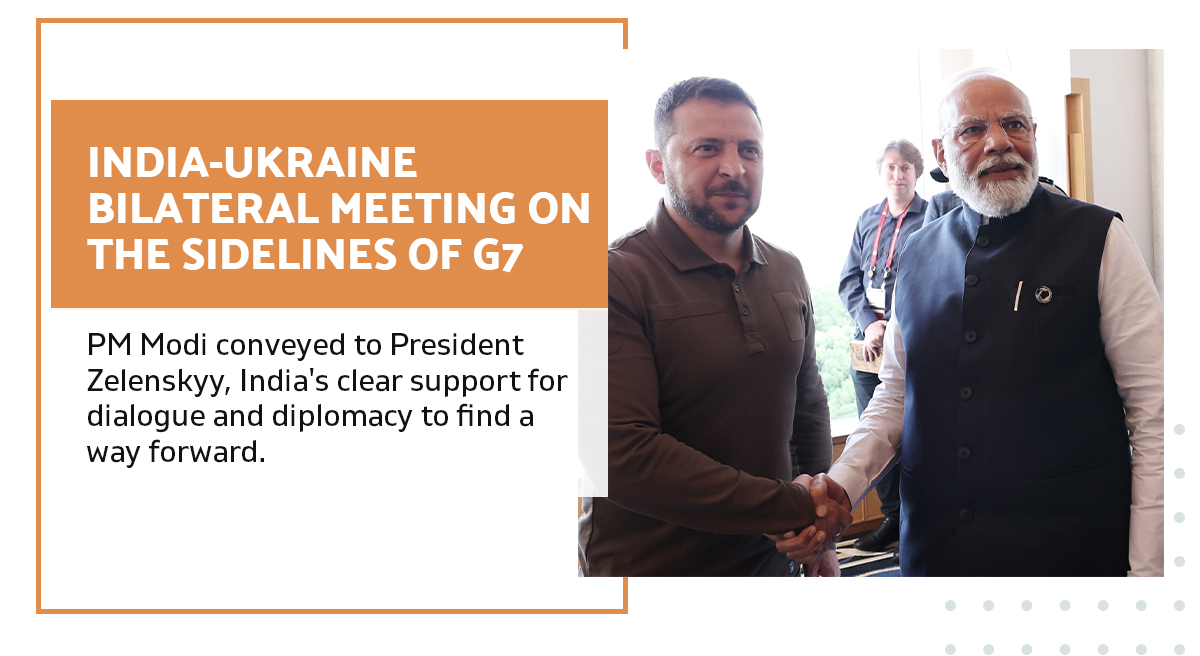 INDIA-UKRAINE
BILATERAL MEETING ON
THE SIDELINES OF G7
PM Modi conveyed to President
Zelenskyy, India's clear support for
dialogue and diplomacy to find a
way forward.